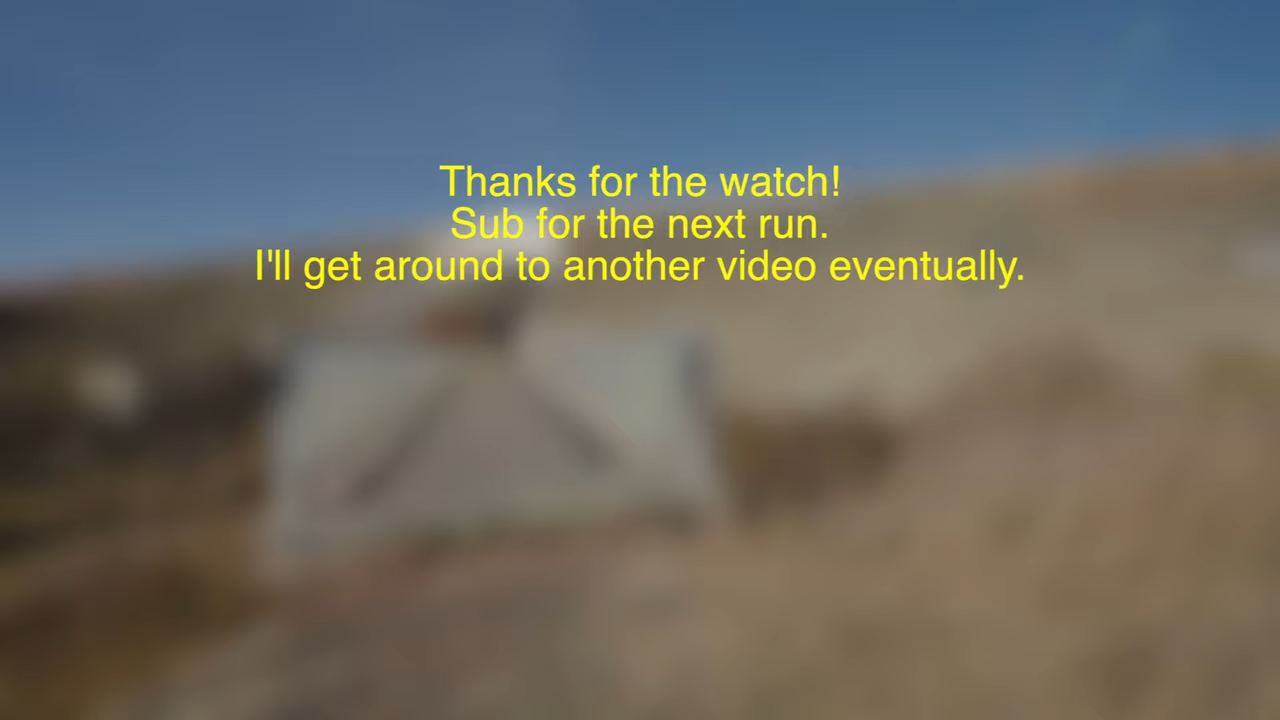 Thanks for the watch!
Sub for the next run.
I'll get around to another video eventually.